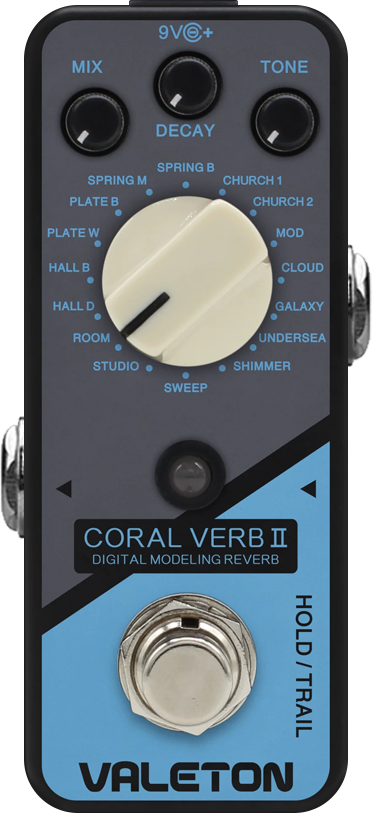 9V +
MIX
TONE
DECAY
SPRING B
SPRING M
CHURCH 1
PLATE B
CHURCH 2
PLATE W
MOD
HALL B
CLOUD
HALL D
GALAXY
ROOM
UNDERSEA
STUDIO
SHIMMER
SWEEP
CORAL VERB II
DIGITAL MODELING REVERB
HOLD / TRAIL
VALETON